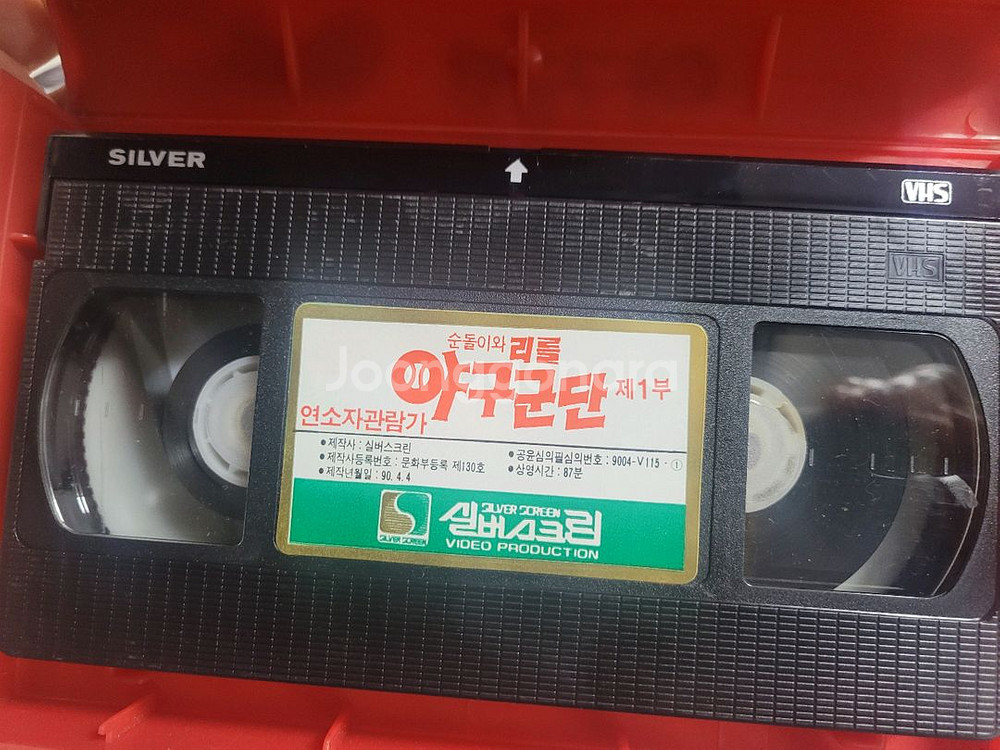 SILVER
VHS
VHS
순돌이와 리틀
야구군단 제1부
연소자관람가
● 제작사 : 실버스크린
● 제작사등록번호 : 문화부등록 제130호
● 제작년월일 : 90. 4. 4
● 공윤심의필심의번호 : 9004-V115 - ①
● 상영시간 : 87분
SILVER SCREEN
SILVER SCREEN
실버스크린
VIDEO PRODUCTION
Joonggonara